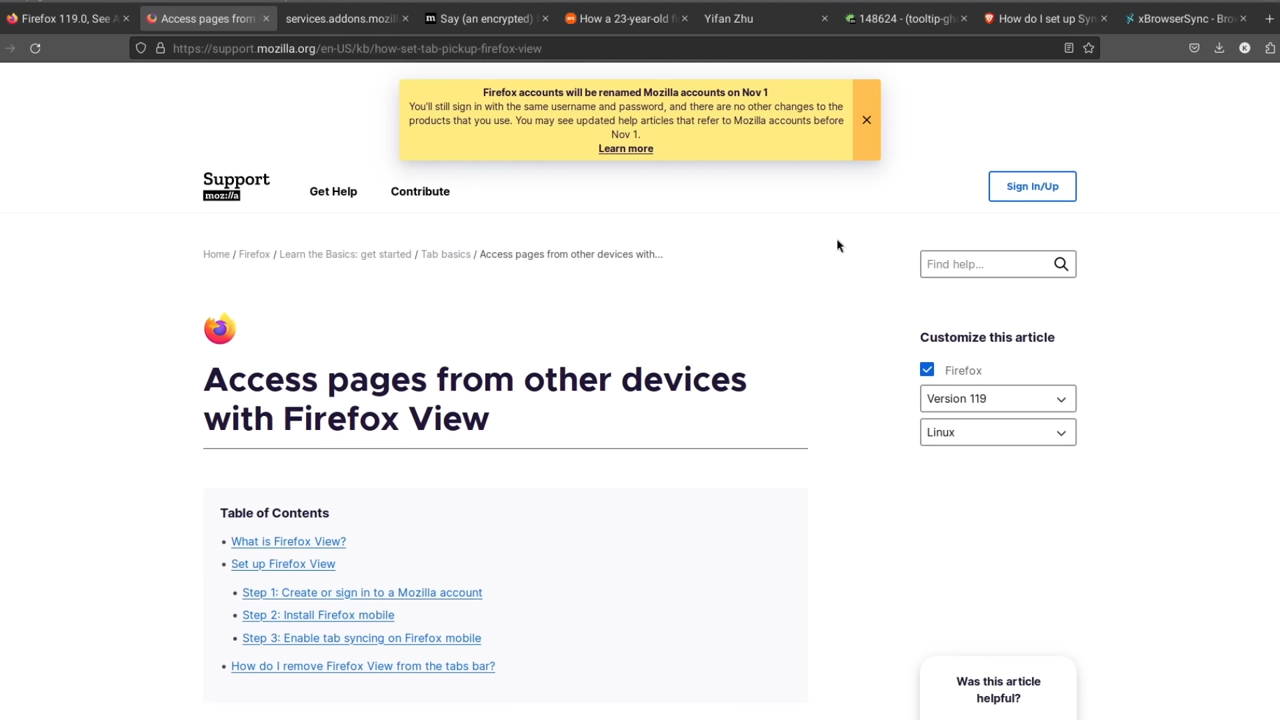 Firefox 119.0, See A
Access pages from
services.addons.mozil
Say (an encrypted)
How a 23-year-old f
Yifan Zhu
148624 - (tooltip-gh
How do I set up Syn
xBrowserSync - Brow
https://support.mozilla.org/en-US/kb/how-set-tab-pickup-firefox-view
Firefox accounts will be renamed Mozilla accounts on Nov 1
You'll still sign in with the same username and password, and there are no other changes to the
products that you use. You may see updated help articles that refer to Mozilla accounts before
Nov 1.
Learn more
Support
moz://a
Get Help
Contribute
Sign In/Up
Home / Firefox / Learn the Basics: get started / Tab basics / Access pages from other devices with...
Find help...
Customize this article
Firefox
Version 119
Linux
Access pages from other devices
with Firefox View
Table of Contents
• What is Firefox View?
• Set up Firefox View
• Step 1: Create or sign in to a Mozilla account
• Step 2: Install Firefox mobile
• Step 3: Enable tab syncing on Firefox mobile
• How do I remove Firefox View from the tabs bar?
Was this article
helpful?